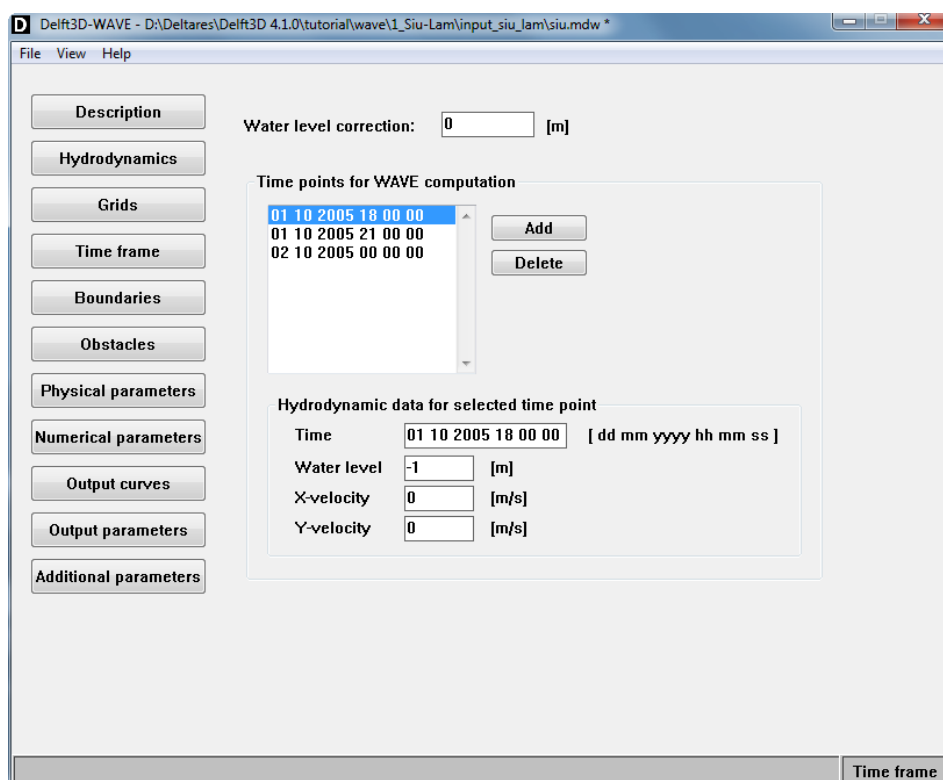 D Delft3D-WAVE - D:\Deltares\Delft3D 4.1.0\tutorial\wave\1_Siu-Lam\input_siu_lam\siu.mdw *
File View Help
Description
Water level correction: 0 [m]
Hydrodynamics
Time points for WAVE computation
Grids
01 10 2005 18 00 00
Add
01 10 2005 21 00 00
Time frame
02 10 2005 00 00 00
Delete
Boundaries
Obstacles
Physical parameters
Hydrodynamic data for selected time point
Numerical parameters
Time 01 10 2005 18 00 00 [ dd mm yyyy hh mm ss ]
Water level -1 [m]
Output curves
X-velocity 0 [m/s]
Output parameters
Y-velocity 0 [m/s]
Additional parameters
Time frame